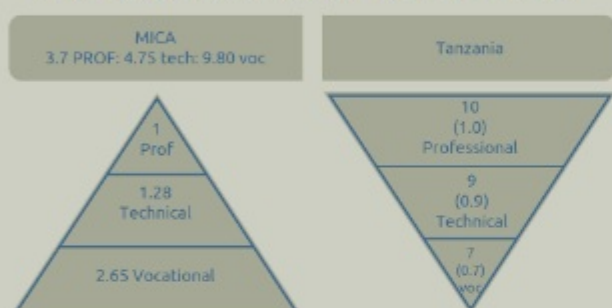 MICA
3.7 PROF: 4.75 tech: 9.80 voc
Tanzania
1
Prof
1.28
Technical
2.65 Vocational
10
(1.0)
Professional
9
(0.9)
Technical
7
(0.7)
voc